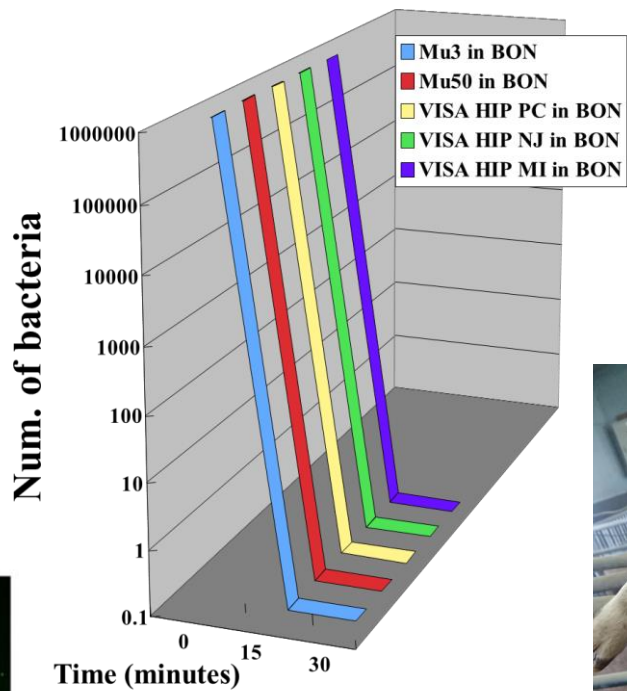 Mu3 in BON
Mu50 in BON
VISA HIP PC in BON
VISA HIP NJ in BON
VISA HIP MI in BON
Num. of bacteria
1000000
100000
10000
1000
100
10
1
0.1
0
15
30
Time (minutes)